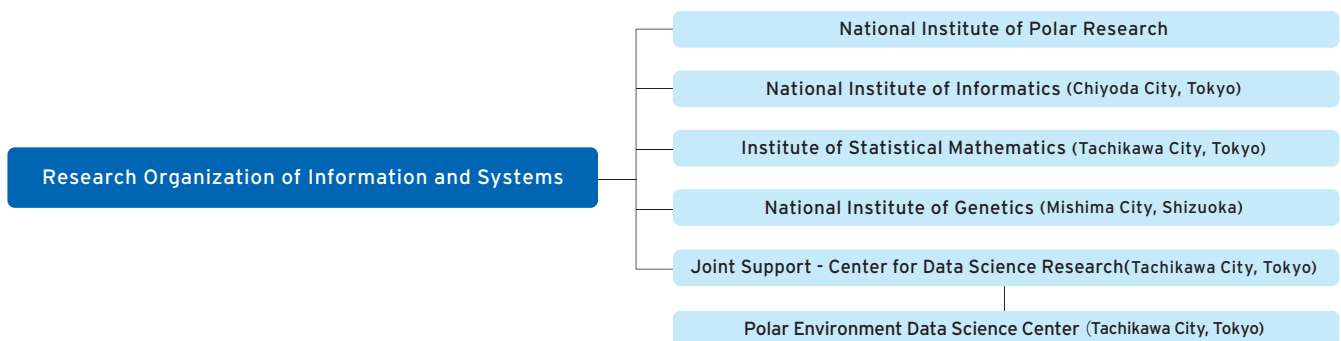 National Institute of Polar Research
National Institute of Informatics (Chiyoda City, Tokyo)
Institute of Statistical Mathematics (Tachikawa City, Tokyo)
Research Organization of Information and Systems
National Institute of Genetics (Mishima City, Shizuoka)
Joint Support - Center for Data Science Research(Tachikawa City, Tokyo)
Polar Environment Data Science Center (Tachikawa City, Tokyo)